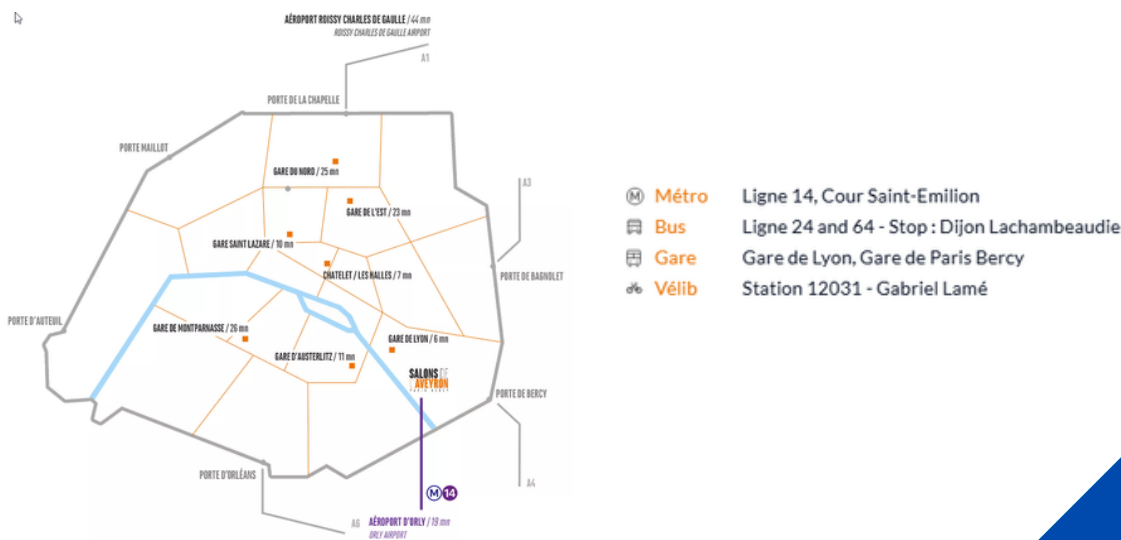 AÉROPORT ROISSY CHARLES DE GAULLE / 44 mn
ROISSY CHARLES DE GAULLE AIRPORT
A1
PORTE DE LA CHAPELLE
PORTE MAILLOT
GARE DU NORD / 25 mn
A3
GARE DE L'EST / 23 mn
GARE SAINT LAZARE / 10 mn
CHATELET / LES HALLES / 7 mn
PORTE DE BAGNOLET
PORTE D'AUTEUIL
GARE DE MONTPARNASSE / 26 mn
GARE DE LYON / 6 mn
GARE D'AUSTERLITZ / 11 mn
SALONS DE
L'AVEYRON
PARIS BERCY
PORTE DE BERCY
PORTE D'ORLÉANS
A4
M 14
A6
AÉROPORT D'ORLY / 19 mn
ORLY AIRPORT
M Métro Ligne 14, Cour Saint-Emilion
Bus Ligne 24 and 64 - Stop : Dijon Lachambeaudie
Gare Gare de Lyon, Gare de Paris Bercy
Vélib Station 12031 - Gabriel Lamé